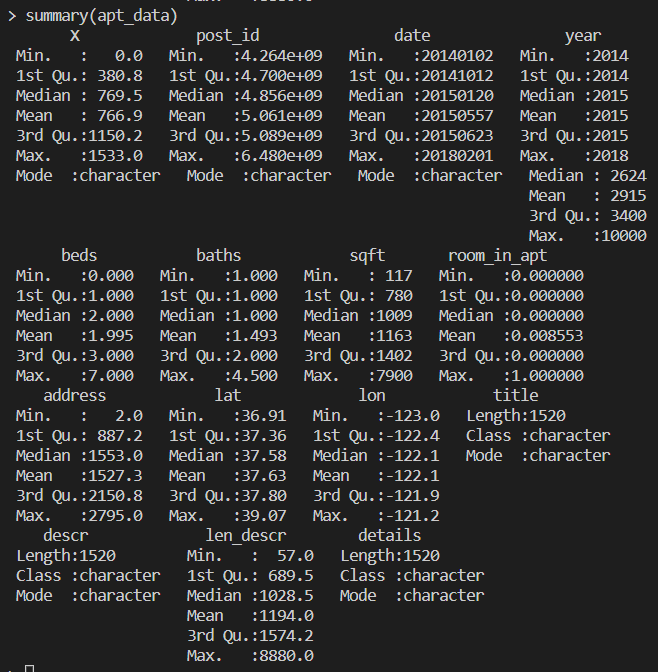 Max.   :5530.0
> summary(apt_data)
       X             post_id               date               year
 Min.   :   0.0   Min.   :4.264e+09   Min.   :20140102   Min.   :2014
 1st Qu.: 380.8   1st Qu.:4.700e+09   1st Qu.:20141012   1st Qu.:2014
 Median : 769.5   Median :4.856e+09   Median :20150120   Median :2015
 Mean   : 766.9   Mean   :5.061e+09   Mean   :20150557   Mean   :2015
 3rd Qu.:1150.2   3rd Qu.:5.089e+09   3rd Qu.:20150623   3rd Qu.:2015
 Max.   :1533.0   Max.   :6.480e+09   Max.   :20180201   Max.   :2018
 Mode  :character   Mode  :character   Mode  :character   Median : 2624
                                                          Mean   : 2915
                                                          3rd Qu.: 3400
                                                          Max.   :10000
      beds           baths            sqft       room_in_apt
 Min.   :0.000   Min.   :1.000   Min.   : 117   Min.   :0.000000
 1st Qu.:1.000   1st Qu.:1.000   1st Qu.: 780   1st Qu.:0.000000
 Median :2.000   Median :1.000   Median :1009   Median :0.000000
 Mean   :1.995   Mean   :1.493   Mean   :1163   Mean   :0.008553
 3rd Qu.:3.000   3rd Qu.:2.000   3rd Qu.:1402   3rd Qu.:0.000000
 Max.   :7.000   Max.   :4.500   Max.   :7900   Max.   :1.000000
    address            lat             lon            title
 Min.   :   2.0   Min.   :36.91   Min.   :-123.0   Length:1520
 1st Qu.: 887.2   1st Qu.:37.36   1st Qu.:-122.4   Class :character
 Median :1553.0   Median :37.58   Median :-122.1   Mode  :character
 Mean   :1527.3   Mean   :37.63   Mean   :-122.1
 3rd Qu.:2150.8   3rd Qu.:37.80   3rd Qu.:-121.9
 Max.   :2795.0   Max.   :39.07   Max.   :-121.2
    descr             len_descr        details
 Length:1520        Min.   :  57.0   Length:1520
 Class :character   1st Qu.: 689.5   Class :character
 Mode  :character   Median :1028.5   Mode  :character
                    Mean   :1194.0
                    3rd Qu.:1574.2
                    Max.   :8880.0
>